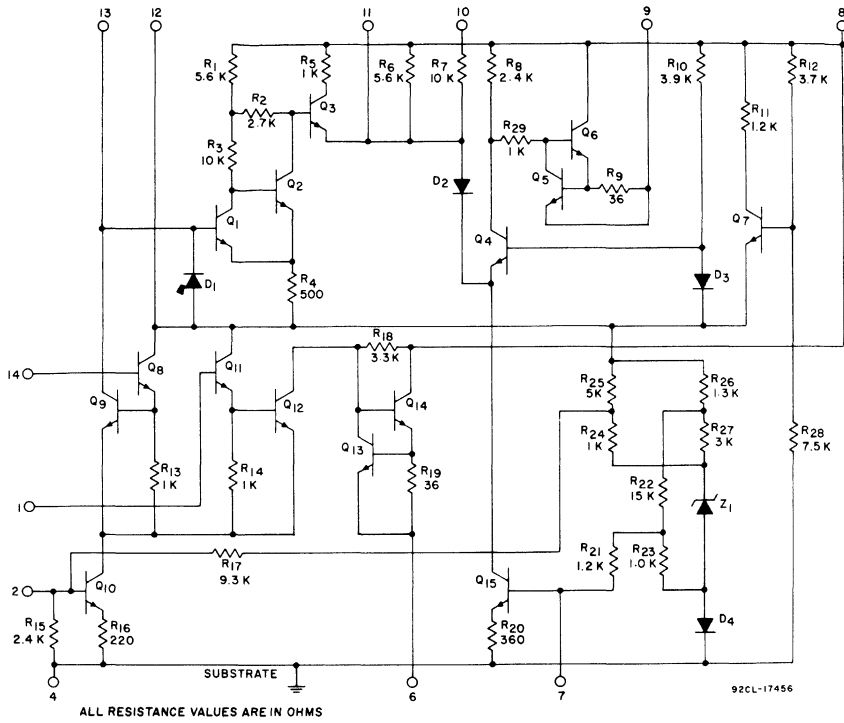 13 12 11 10 9 8
R1 5.6 K
R2 2.7 K
R3 10 K
R5 1 K
Q3
R6 5.6 K
R7 10 K
R8 2.4 K
R29 1 K
Q6
Q5
R9 36
R10 3.9 K
R11 1.2 K
R12 3.7 K
Q2
Q1
D2
Q4
Q7
D1
R4 500
D3
14
Q8
Q9
Q11
Q12
R18 3.3 K
Q14
Q13
R19 36
R13 1 K
R14 1 K
R25 5K
R26 1.3 K
R24 1 K
R27 3 K
R28 7.5 K
R22 15 K
Z1
1
R17 9.3 K
R21 1.2 K
R23 1.0 K
2
Q10
Q15
D4
R15 2.4 K
R16 220
R20 360
SUBSTRATE
4 6 7
92CL-17456
ALL RESISTANCE VALUES ARE IN OHMS